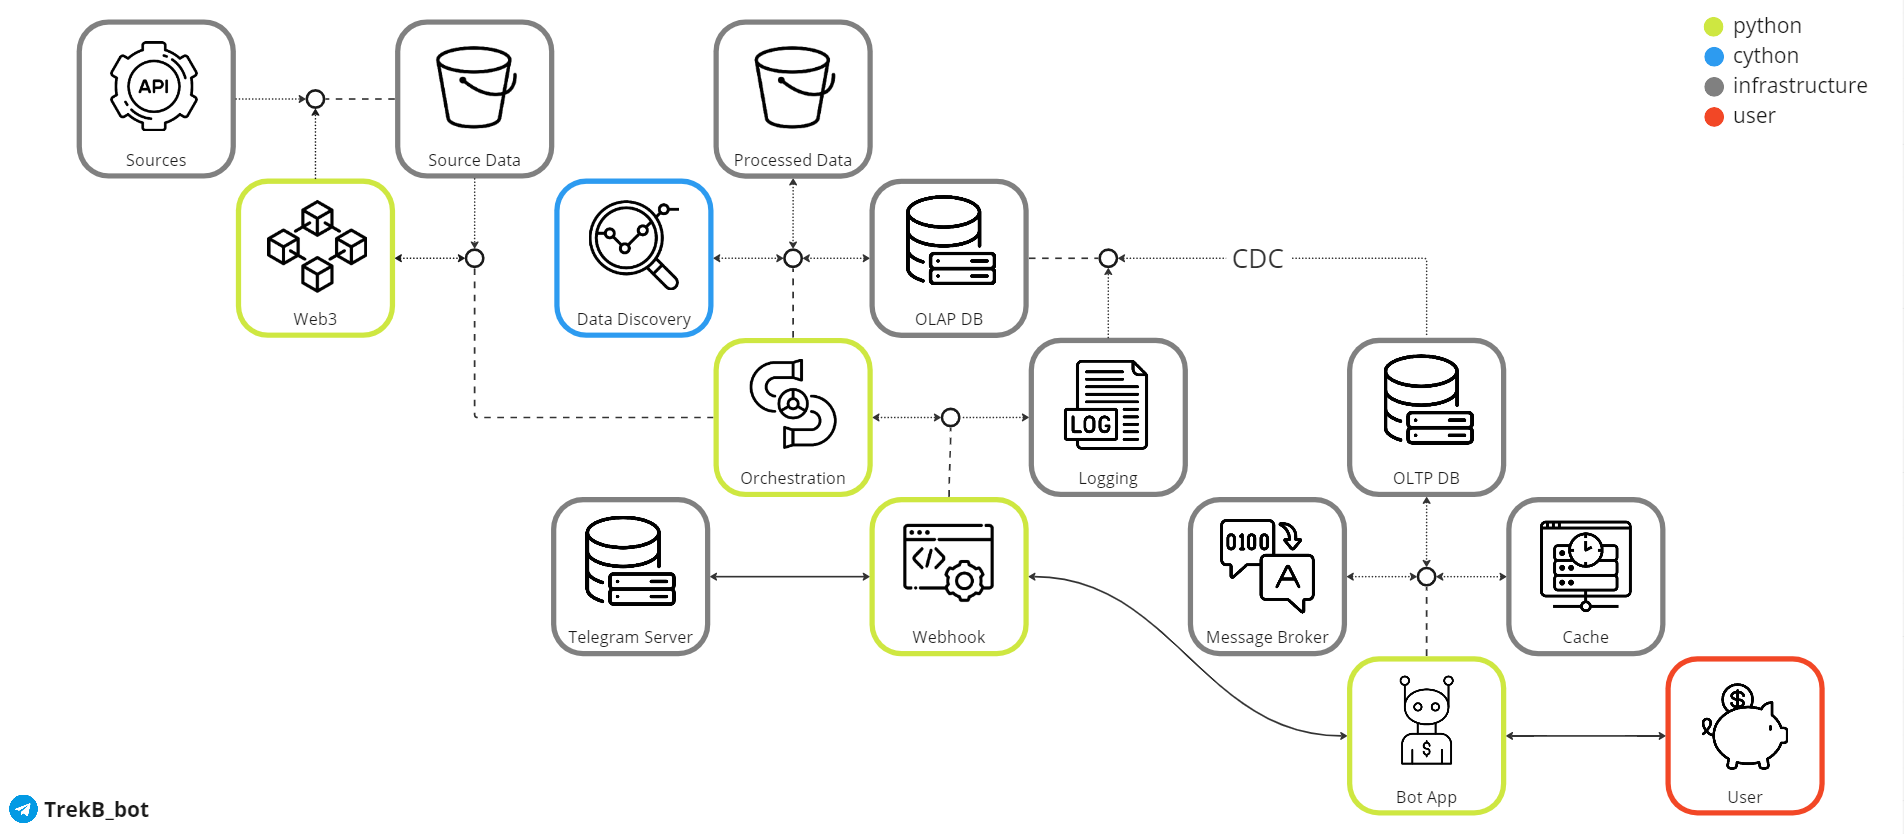 python
cython
infrastructure
user
API
Sources
Source Data
Processed Data
Web3
Data Discovery
OLAP DB
CDC
Orchestration
LOG
Logging
OLTP DB
Telegram Server
</>
Webhook
0100
A
Message Broker
Cache
$
Bot App
$
User
TrekB_bot